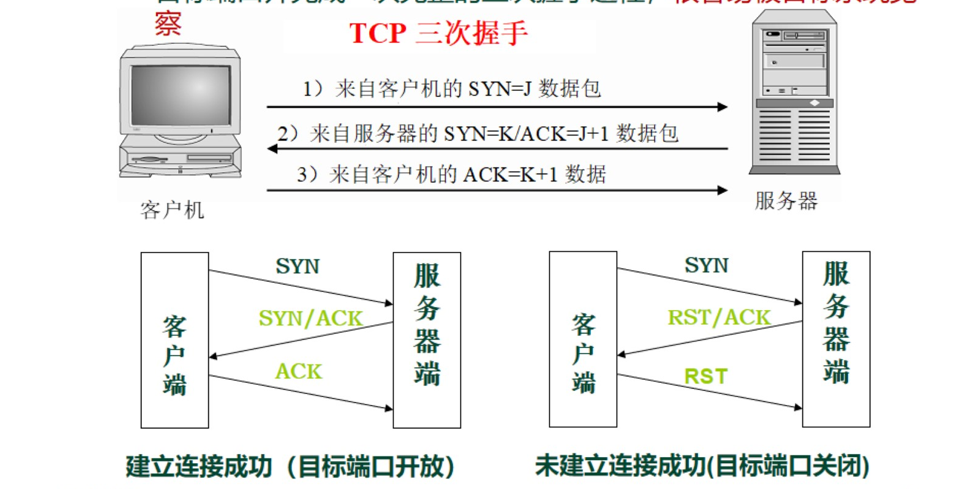 察
TCP 三次握手
1）来自客户机的 SYN=J 数据包
2）来自服务器的 SYN=K/ACK=J+1 数据包
3）来自客户机的 ACK=K+1 数据
客户机
服务器
SYN
SYN/ACK
ACK
客户端
服务器端
建立连接成功（目标端口开放）
SYN
RST/ACK
RST
客户端
服务器端
未建立连接成功(目标端口关闭)